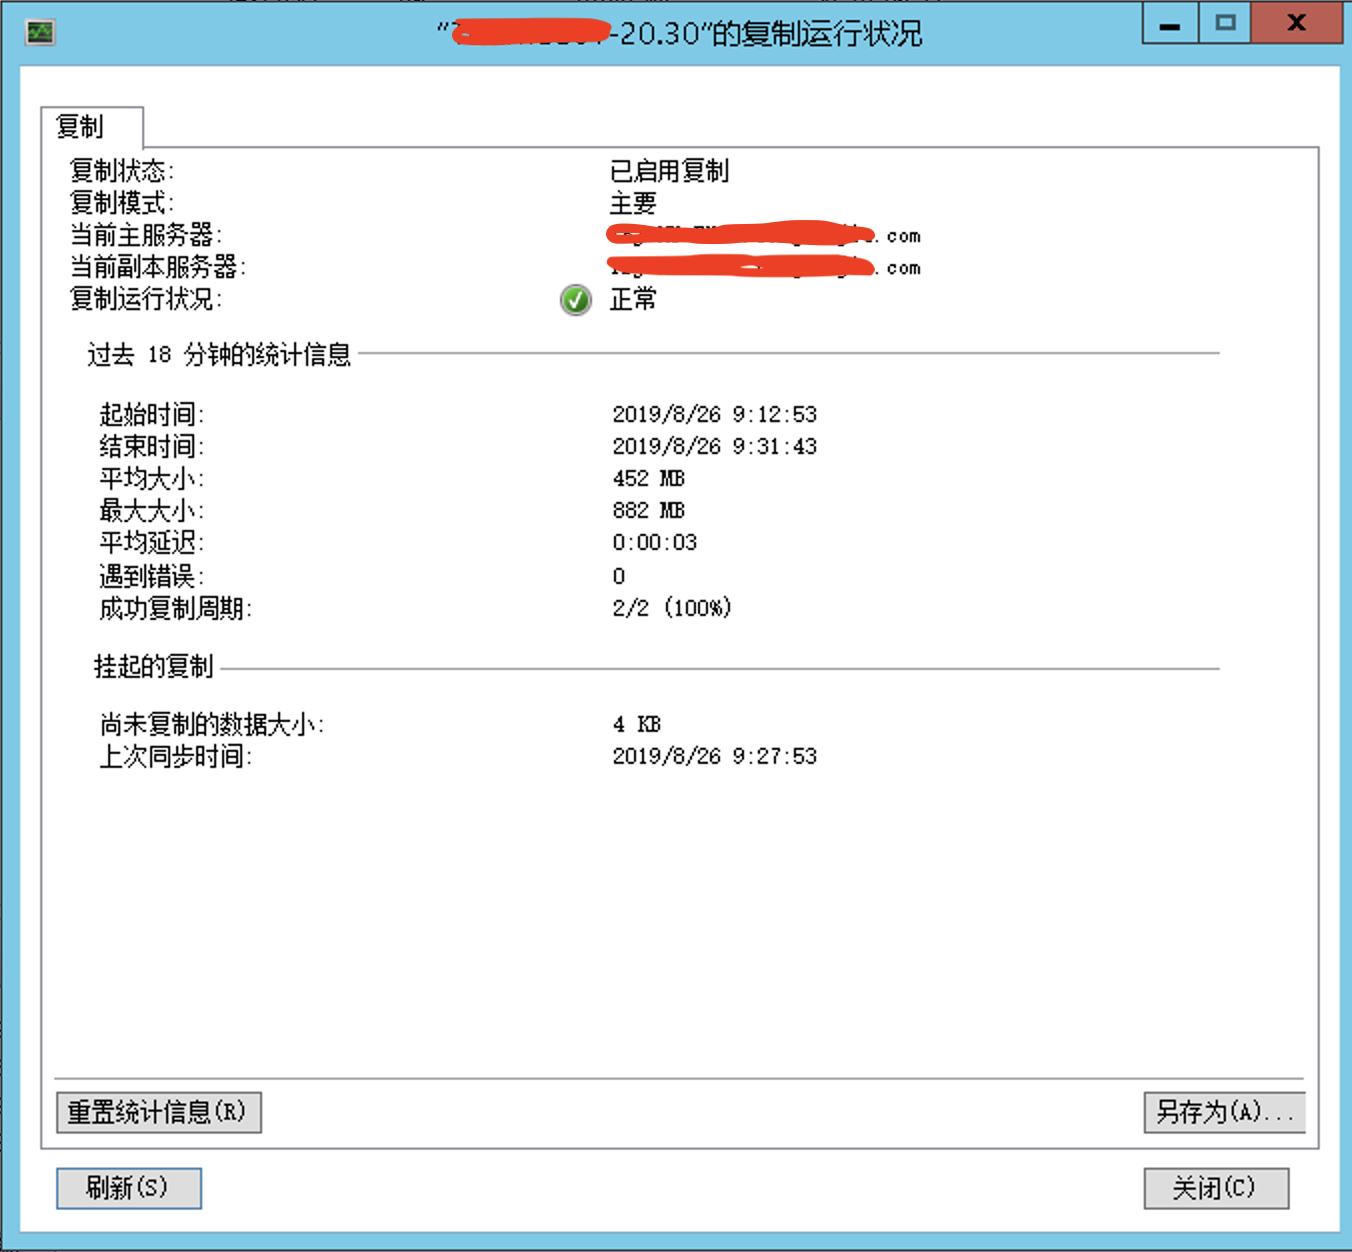 -20.30”的复制运行状况
复制
复制状态: 已启用复制
复制模式: 主要
当前主服务器: .com
当前副本服务器: .com
复制运行状况: 正常
过去 18 分钟的统计信息
起始时间: 2019/8/26 9:12:53
结束时间: 2019/8/26 9:31:43
平均大小: 452 MB
最大大小: 882 MB
平均延迟: 0:00:03
遇到错误: 0
成功复制周期: 2/2 (100%)
挂起的复制
尚未复制的数据大小: 4 KB
上次同步时间: 2019/8/26 9:27:53
重置统计信息(R) 另存为(A)...
刷新(S) 关闭(C)